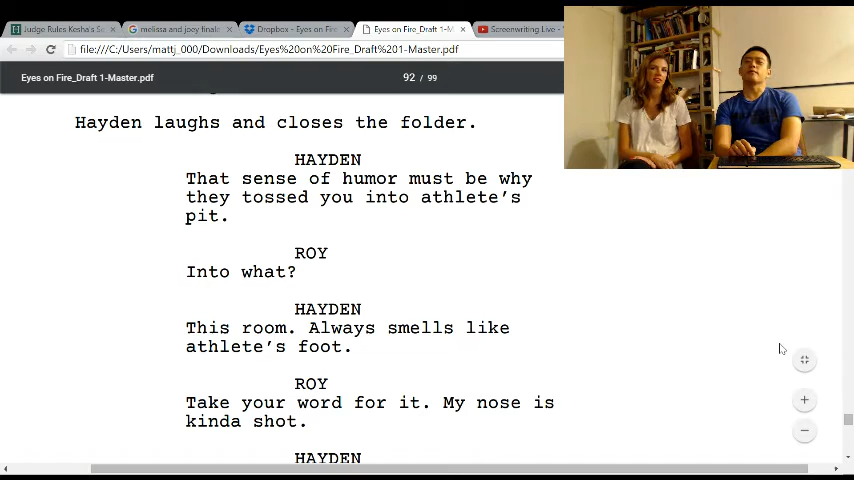 Judge Rules Kesha's Se
melissa and joey finale
Dropbox - Eyes on Fire
Eyes on Fire_Draft 1-M
Screenwriting Live -
file:///C:/Users/mattj_000/Downloads/Eyes%20on%20Fire_Draft%201-Master.pdf
Eyes on Fire_Draft 1-Master.pdf
92 / 99
Hayden laughs and closes the folder.
HAYDEN
That sense of humor must be why
they tossed you into athlete's
pit.
ROY
Into what?
HAYDEN
This room. Always smells like
athlete's foot.
ROY
Take your word for it. My nose is
kinda shot.
HAYDEN